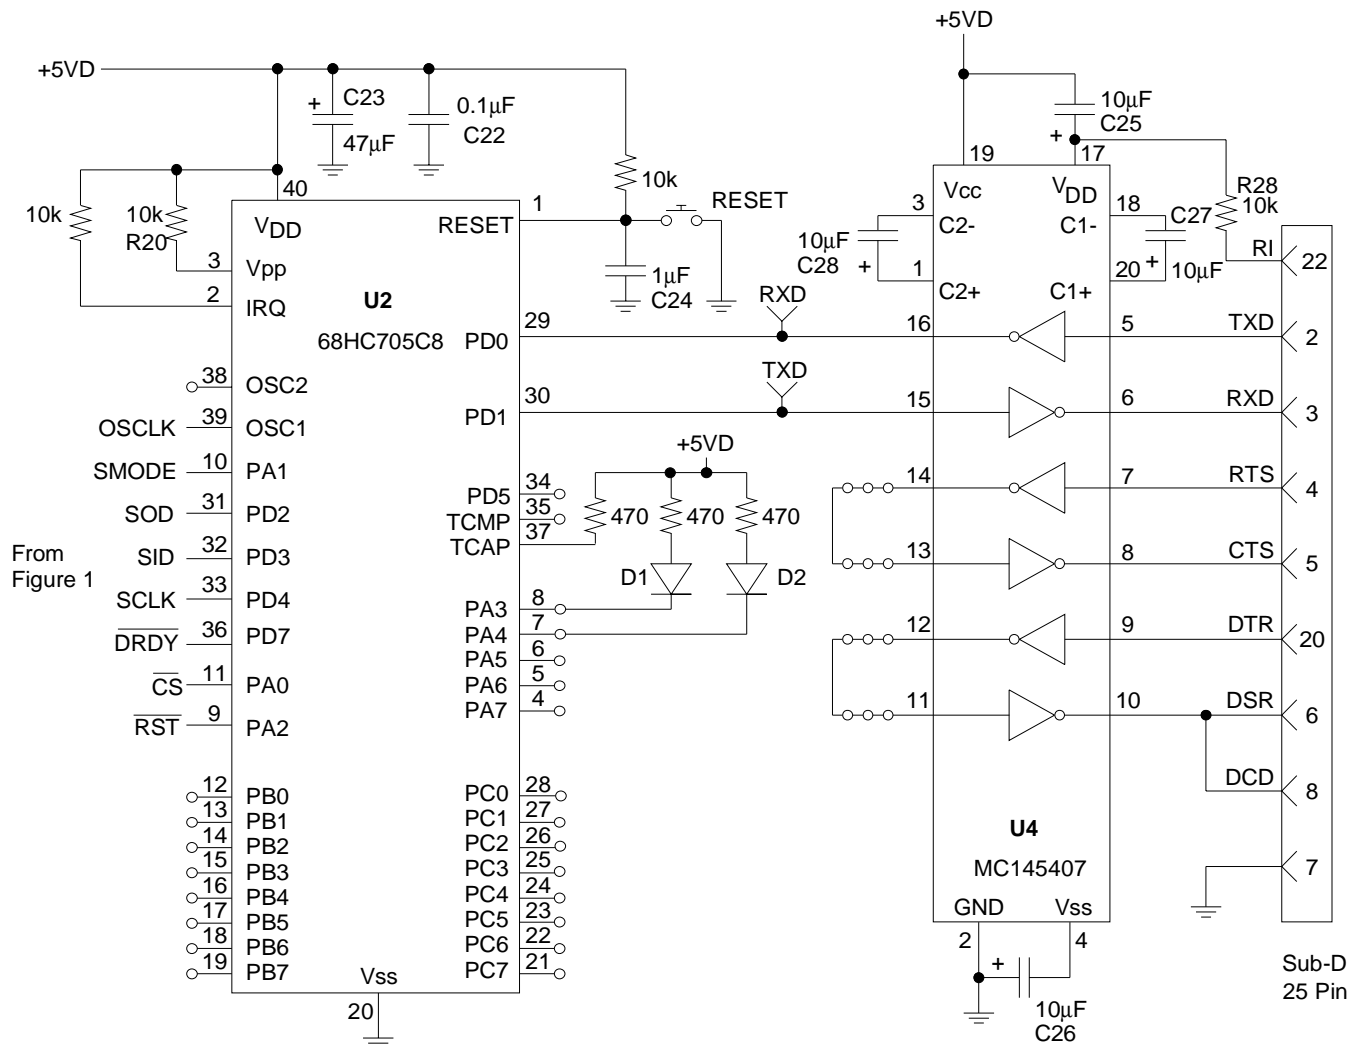 +5VD
+
C23
47µF
0.1µF
C22
10k
10k
R20
40
VDD
3
Vpp
2
IRQ
U2
68HC705C8
1
RESET
10k
RESET
1µF
C24
29
PD0
RXD
30
PD1
TXD
38
OSC2
OSCLK
39
OSC1
SMODE
10
PA1
SOD
31
PD2
SID
32
PD3
SCLK
33
PD4
DRDY
36
PD7
CS
11
PA0
RST
9
PA2
From
Figure 1
12
PB0
13
PB1
14
PB2
15
PB3
16
PB4
17
PB5
18
PB6
19
PB7
Vss
20
+5VD
34
PD5
35
TCMP
37
TCAP
470
470
470
D1
D2
8
PA3
7
PA4
6
PA5
5
PA6
4
PA7
28
PC0
27
PC1
26
PC2
25
PC3
24
PC4
23
PC5
22
PC6
21
PC7
+5VD
10µF
C25
+
19
17
Vcc
VDD
3
C2-
10µF
C28
+
1
C2+
18
C1-
C27
20
+
10µF
C1+
R28
10k
RI
22
16
5
TXD
2
15
6
RXD
3
14
7
RTS
4
13
8
CTS
5
12
9
DTR
20
11
10
DSR
6
DCD
8
7
U4
MC145407
GND
Vss
2
4
+
10µF
C26
Sub-D
25 Pin